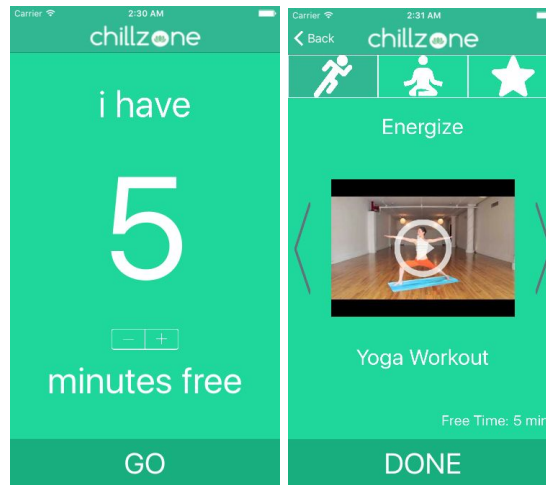 Carrier 2:30 AM
chillzone
i have
5
− +
minutes free
GO
Carrier 2:31 AM
Back chillzone
Energize
Yoga Workout
Free Time: 5 min
DONE